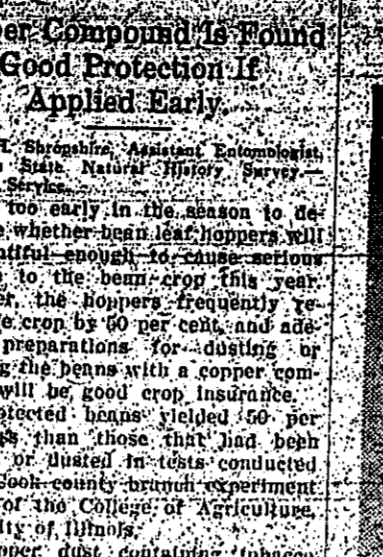 per Compound Is Found
Good Protection If
Applied Early
H. Shropshire, Assistant Entomologist,
State Natural History Survey.—
Service.
too early in the season to de-
whether bean leaf hoppers will
tiful enough to cause serious
to the bean crop this year.
er, the hoppers frequently re-
e crop by 50 per cent, and ade-
preparations for dusting or
g the beans with a copper com-
will be good crop insurance.
otected beans yielded 50 per
ss than those that had been
or dusted in tests conducted
Cook county branch experiment
of the College of Agriculture,
ity of Illinois.
pper dust containing